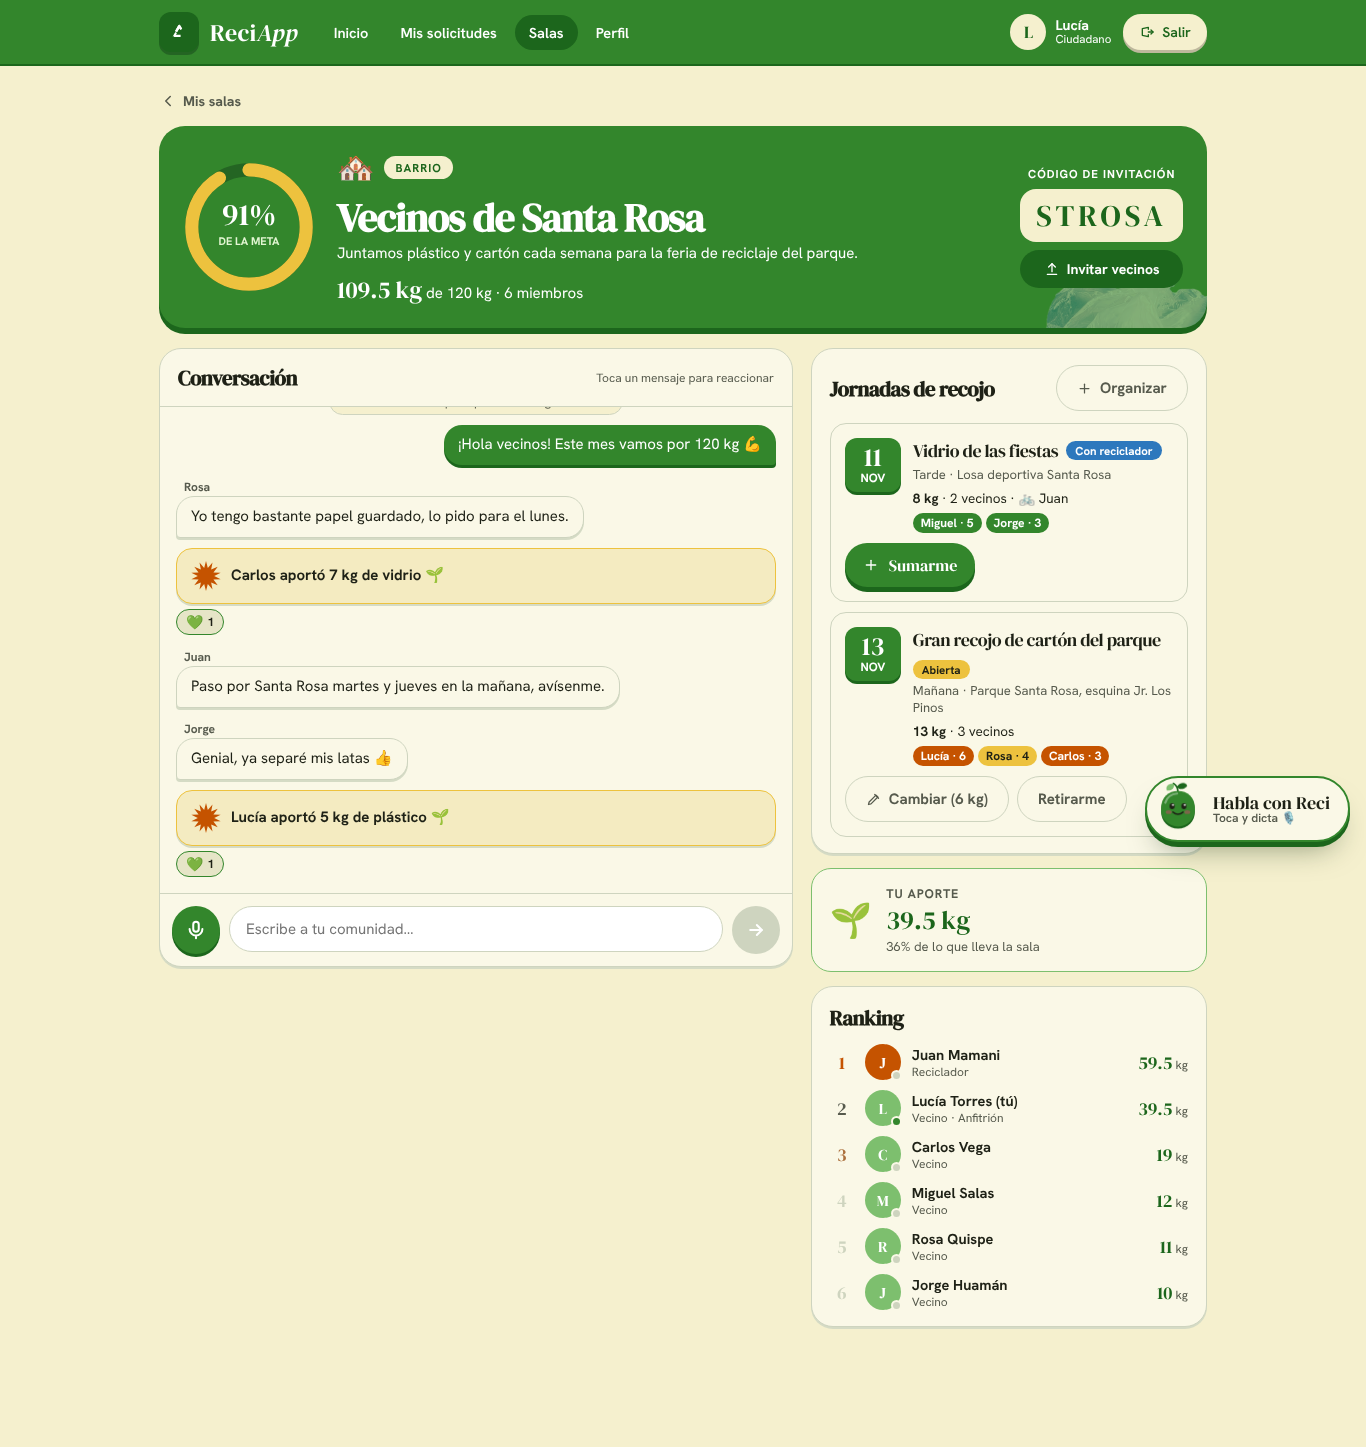 ReciApp
Inicio
Mis solicitudes
Salas
Perfil
L
Lucía
Ciudadano
Salir
Mis salas
91%
DE LA META
BARRIO
Vecinos de Santa Rosa
Juntamos plástico y cartón cada semana para la feria de reciclaje del parque.
109.5 kg de 120 kg · 6 miembros
CÓDIGO DE INVITACIÓN
STROSA
Invitar vecinos
Conversación
Toca un mensaje para reaccionar
¡Hola vecinos! Este mes vamos por 120 kg 💪
Rosa
Yo tengo bastante papel guardado, lo pido para el lunes.
Carlos aportó 7 kg de vidrio 🌱
💚 1
Juan
Paso por Santa Rosa martes y jueves en la mañana, avísenme.
Jorge
Genial, ya separé mis latas 👍
Lucía aportó 5 kg de plástico 🌱
💚 1
Escribe a tu comunidad...
Jornadas de recojo
Organizar
11
NOV
Vidrio de las fiestas
Con reciclador
Tarde · Losa deportiva Santa Rosa
8 kg · 2 vecinos · 🚲 Juan
Miguel · 5
Jorge · 3
Sumarme
13
NOV
Gran recojo de cartón del parque
Abierta
Mañana · Parque Santa Rosa, esquina Jr. Los
Pinos
13 kg · 3 vecinos
Lucía · 6
Rosa · 4
Carlos · 3
Cambiar (6 kg)
Retirarme
Habla con Reci
Toca y dicta 🎙️
TU APORTE
39.5 kg
36% de lo que lleva la sala
Ranking
1
J
Juan Mamani
Reciclador
59.5 kg
2
L
Lucía Torres (tú)
Vecino · Anfitrión
39.5 kg
3
C
Carlos Vega
Vecino
19 kg
4
M
Miguel Salas
Vecino
12 kg
5
R
Rosa Quispe
Vecino
11 kg
6
J
Jorge Huamán
Vecino
10 kg